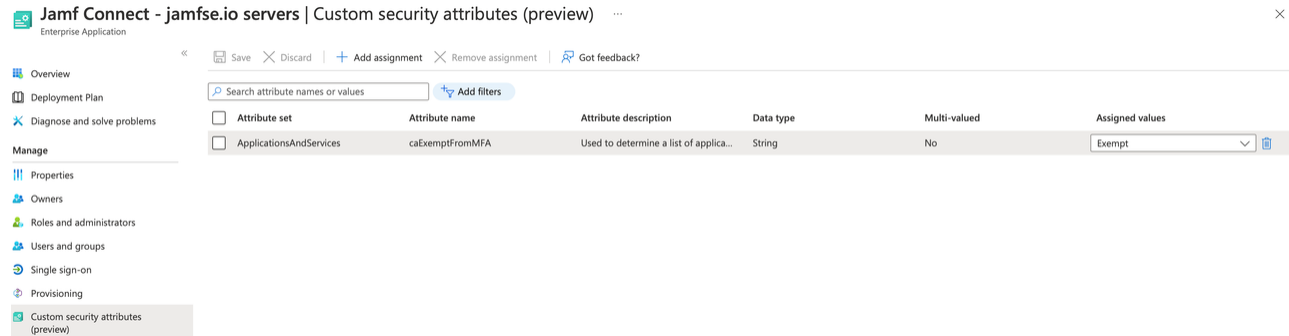 Jamf Connect - jamfse.io servers | Custom security attributes (preview) ...
Enterprise Application
Save Discard Add assignment Remove assignment Got feedback?
Overview
Deployment Plan
Diagnose and solve problems
Manage
Properties
Owners
Roles and administrators
Users and groups
Single sign-on
Provisioning
Custom security attributes
(preview)
Search attribute names or values Add filters
Attribute set Attribute name Attribute description Data type Multi-valued Assigned values
ApplicationsAndServices caExemptFromMFA Used to determine a list of applica... String No Exempt